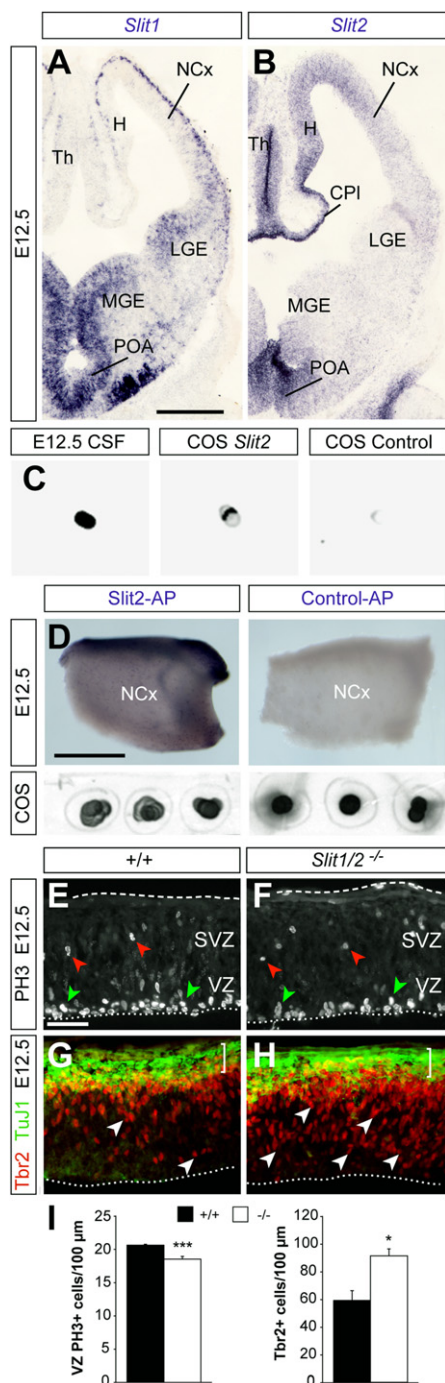 Slit1 Slit2
E12.5
A NCx H Th LGE MGE POA
B NCx H Th CPl LGE MGE POA
E12.5 CSF COS Slit2 COS Control
C
Slit2-AP Control-AP
E12.5
D NCx NCx
COS
+/+ Slit1/2 -/-
PH3 E12.5
E SVZ VZ
F SVZ VZ
Tbr2 TuJ1 E12.5
G H
I
+/+ -/-
VZ PH3+ cells/100 µm
25
20
15
10
5
0
***
Tbr2+ cells/100 µm
120
100
80
60
40
20
0
*